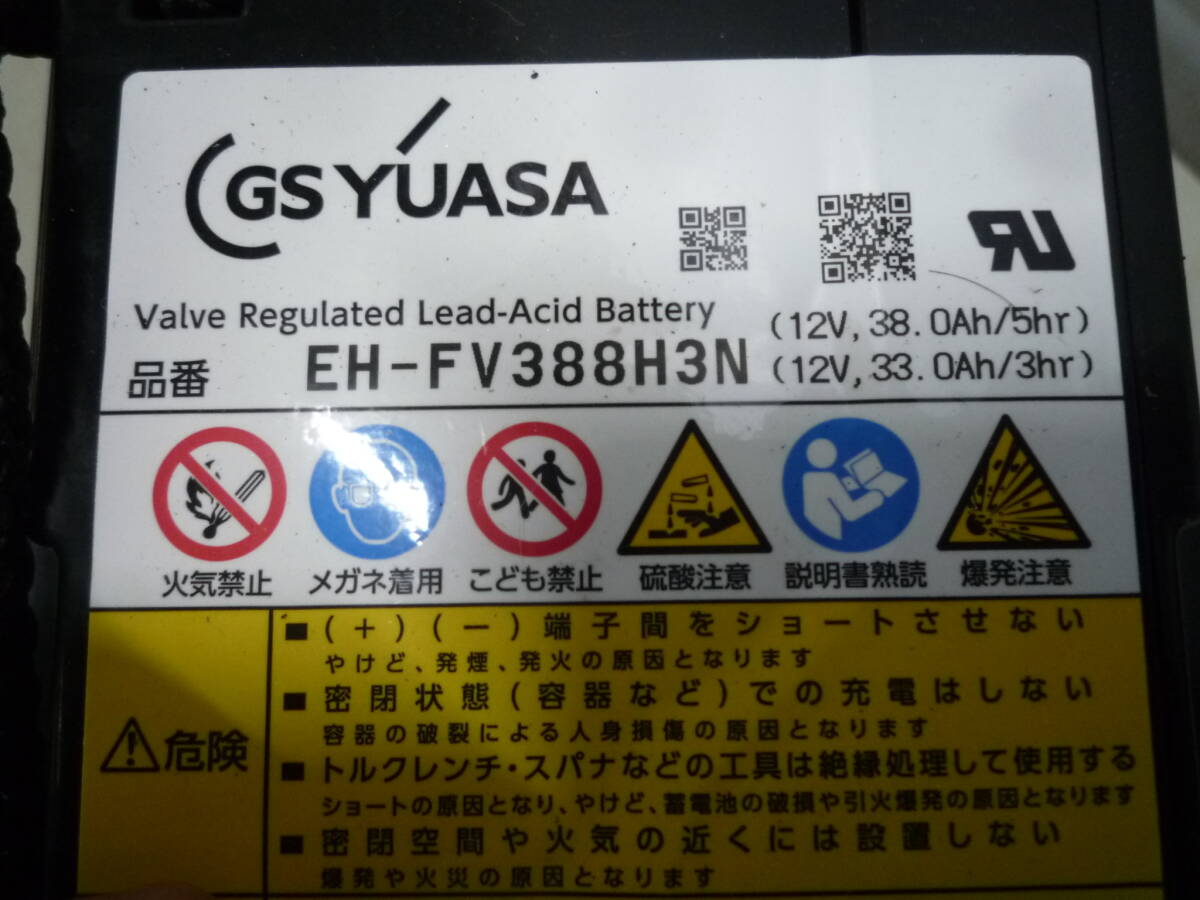 GS YUASA
Valve Regulated Lead-Acid Battery (12V, 38.0Ah/5hr)
品番 EH-FV388H3N (12V, 33.0Ah/3hr)
火気禁止 メガネ着用 こども禁止 硫酸注意 説明書熟読 爆発注意
危険
■(+)(-)端子間をショートさせない
やけど、発煙、発火の原因となります
■密閉状態(容器など)での充電はしない
容器の破裂による人身損傷の原因となります
■トルクレンチ・スパナなどの工具は絶縁処理して使用する
ショートの原因となり、やけど、蓄電池の破損や引火爆発の原因となります
■密閉空間や火気の近くには設置しない
爆発や火災の原因となります